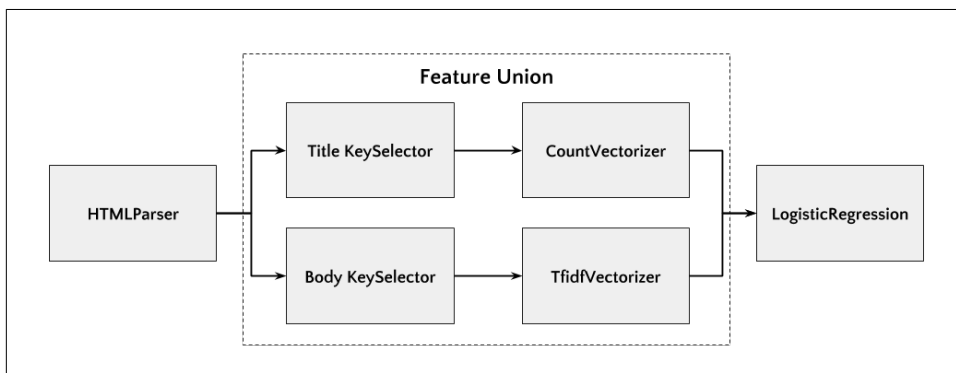 Feature Union
Title KeySelector
CountVectorizer
HTMLParser
LogisticRegression
Body KeySelector
TfidfVectorizer